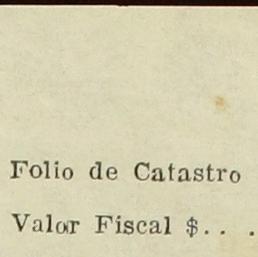 Folio de Catastro
Valor Fiscal $.. .